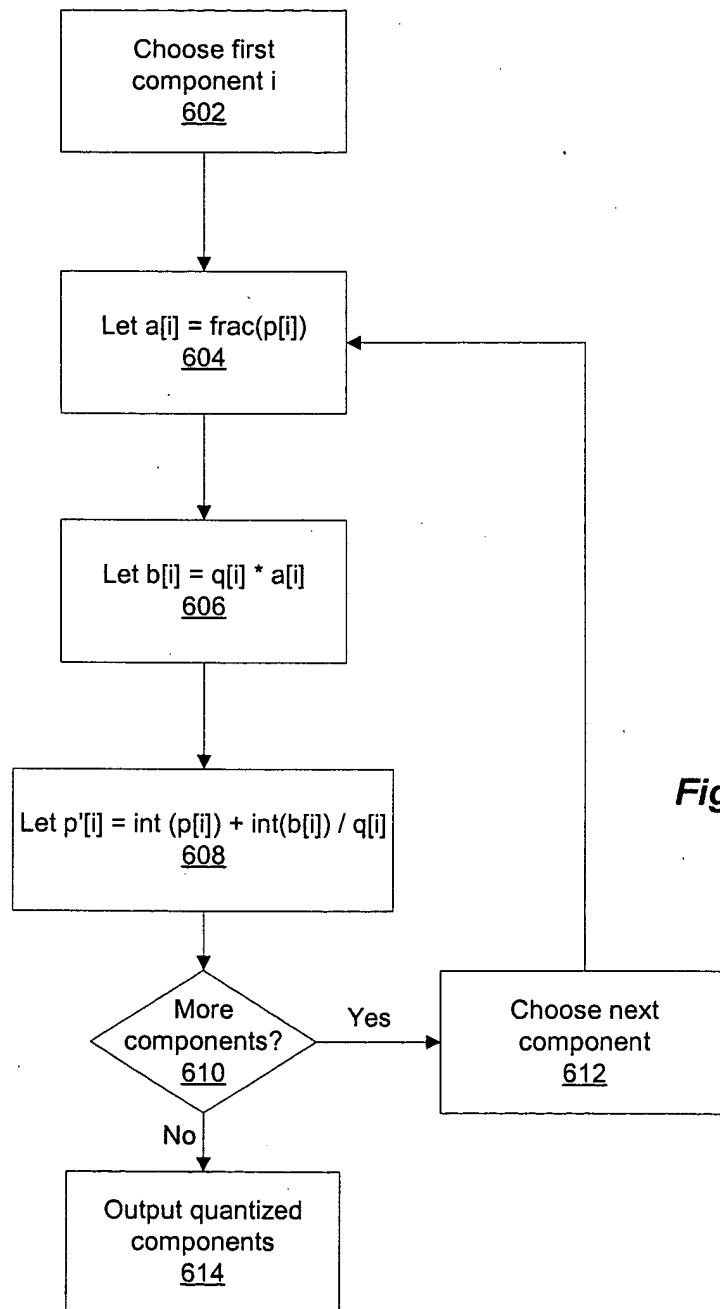 Choose first
component i
602
Let a[i] = frac(p[i])
604
Let b[i] = q[i] * a[i]
606
Let p'[i] = int (p[i]) + int(b[i]) / q[i]
608
Fig
More
components?
610
Yes
Choose next
component
612
No
Output quantized
components
614